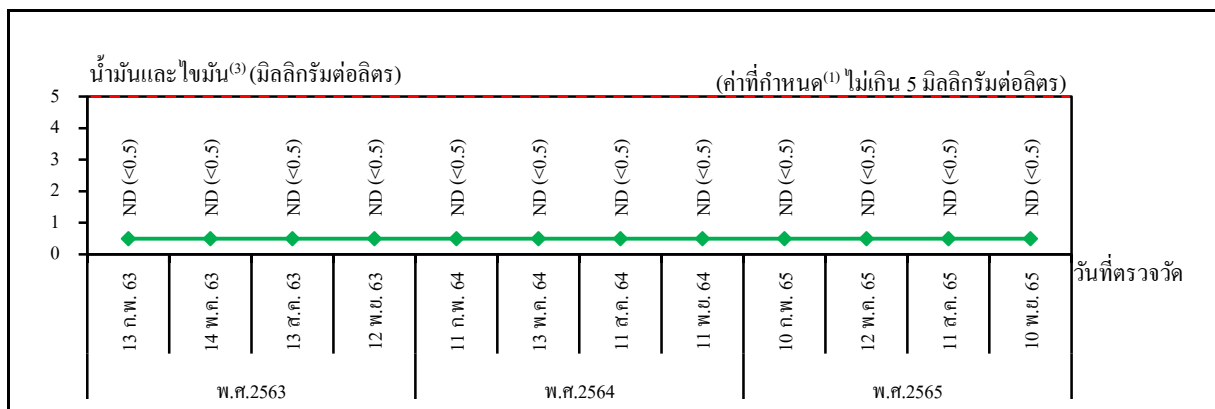 น้ำมันและไขมัน(3) (มิลลิกรัมต่อลิตร)
(ค่าที่กำหนด(1) ไม่เกิน 5 มิลลิกรัมต่อลิตร)
5
4
3
2
1
0
ND (<0.5)
ND (<0.5)
ND (<0.5)
ND (<0.5)
ND (<0.5)
ND (<0.5)
ND (<0.5)
ND (<0.5)
ND (<0.5)
ND (<0.5)
ND (<0.5)
ND (<0.5)
13 ก.พ. 63
14 พ.ค. 63
13 ส.ค. 63
12 พ.ย. 63
11 ก.พ. 64
13 พ.ค. 64
11 ส.ค. 64
11 พ.ย. 64
10 ก.พ. 65
12 พ.ค. 65
11 ส.ค. 65
10 พ.ย. 65
วันที่ตรวจวัด
พ.ศ.2563
พ.ศ.2564
พ.ศ.2565